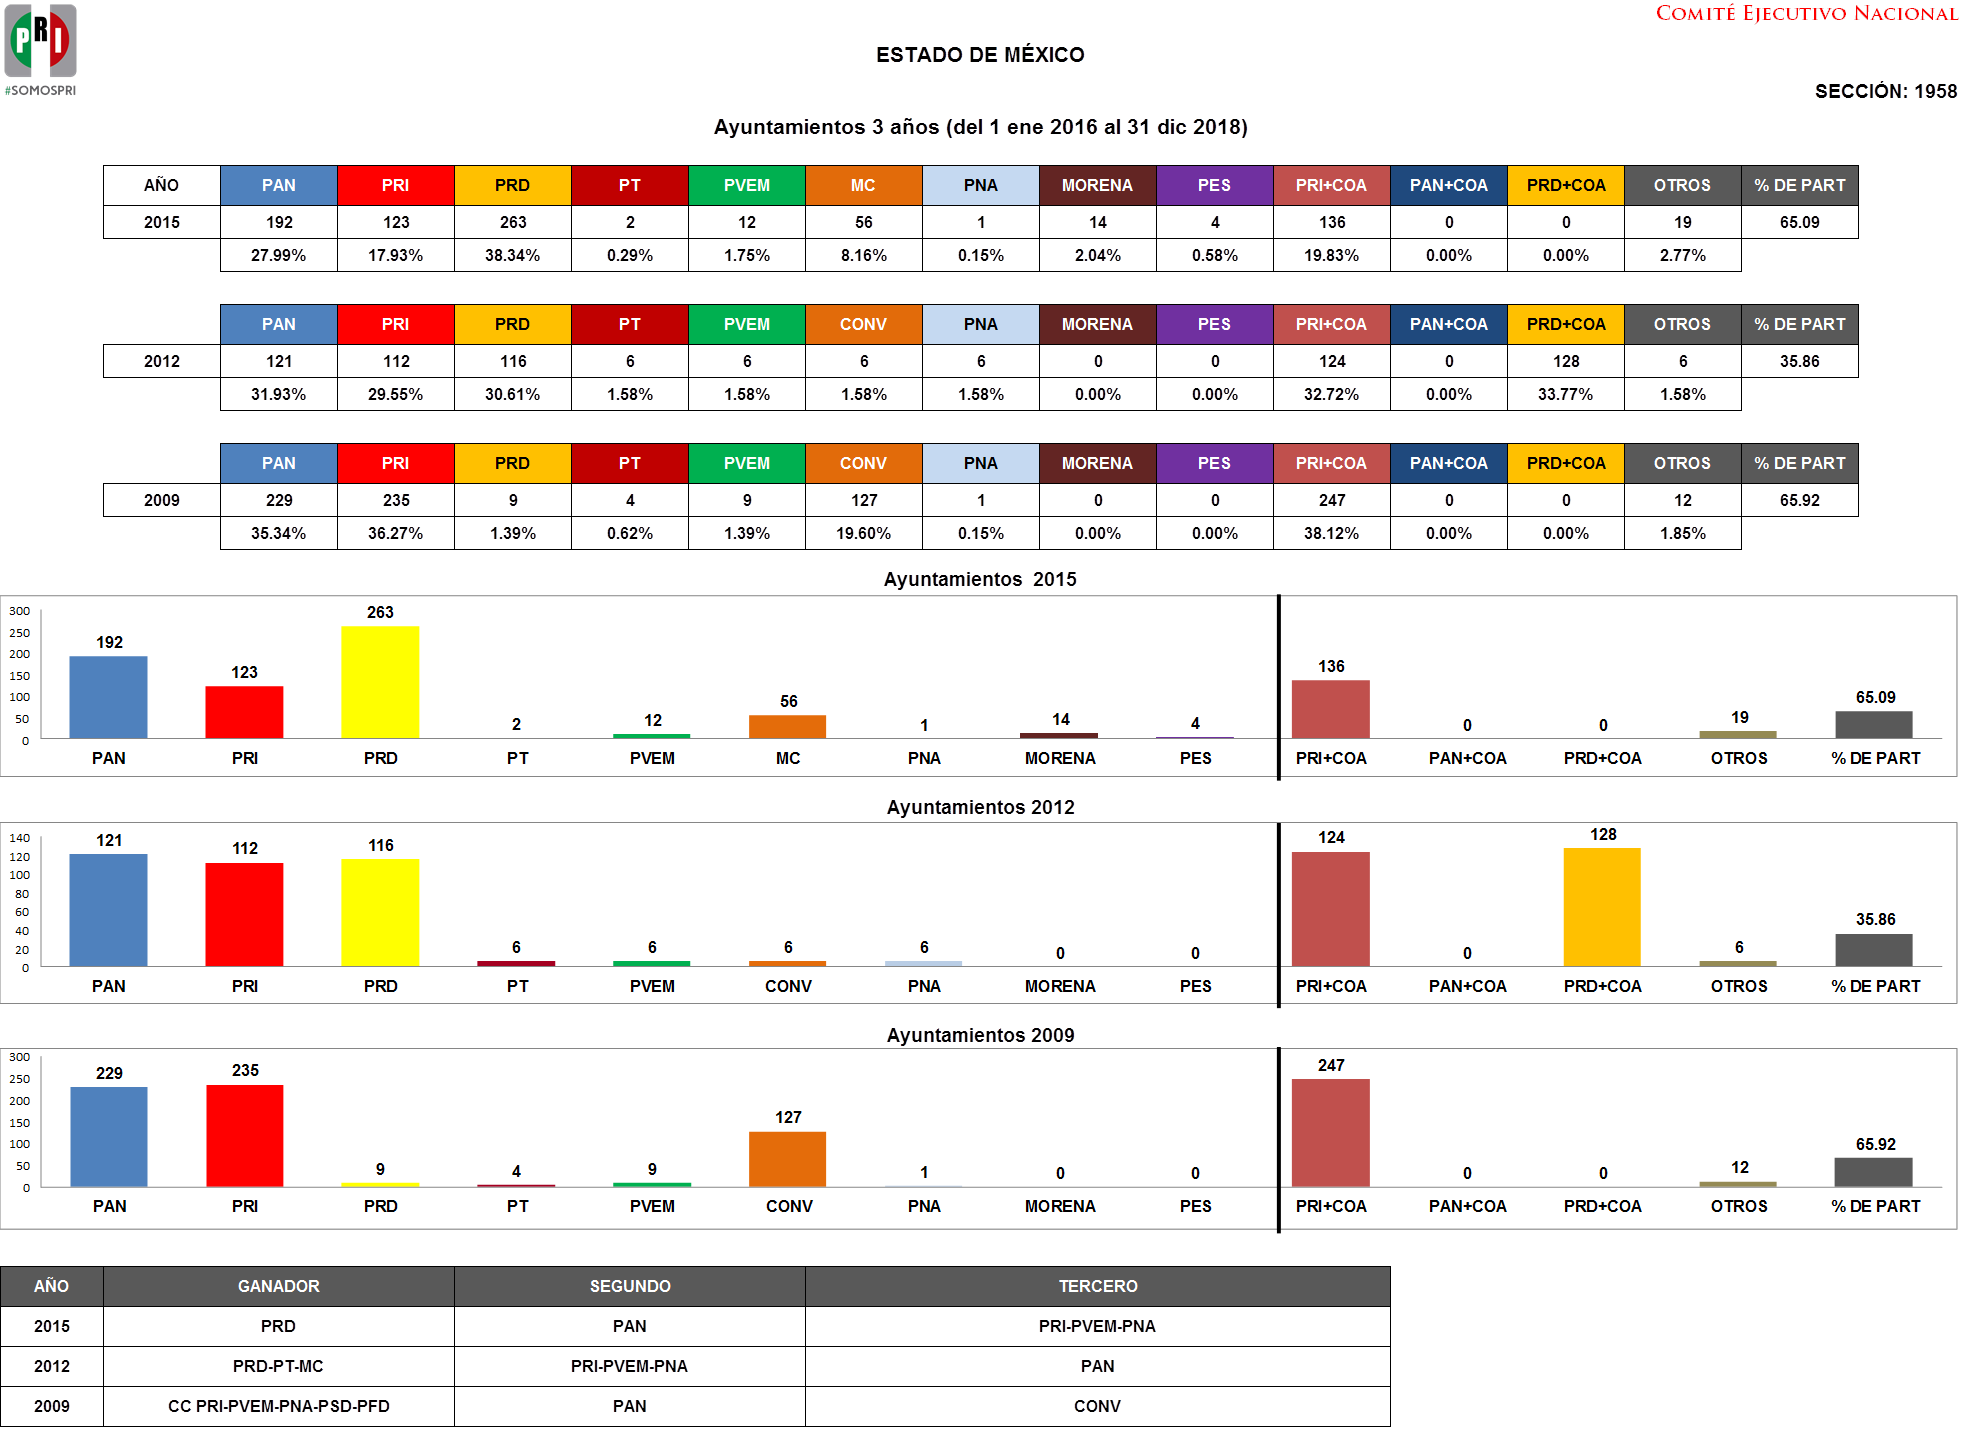 COMITÉ EJECUTIVO NACIONAL
PRI
#SOMOSPRI
ESTADO DE MÉXICO
SECCIÓN: 1958
Ayuntamientos 3 años (del 1 ene 2016 al 31 dic 2018)
AÑO PAN PRI PRD PT PVEM MC PNA MORENA PES PRI+COA PAN+COA PRD+COA OTROS % DE PART
2015 192 123 263 2 12 56 1 14 4 136 0 0 19 65.09
27.99% 17.93% 38.34% 0.29% 1.75% 8.16% 0.15% 2.04% 0.58% 19.83% 0.00% 0.00% 2.77%
PAN PRI PRD PT PVEM CONV PNA MORENA PES PRI+COA PAN+COA PRD+COA OTROS % DE PART
2012 121 112 116 6 6 6 6 0 0 124 0 128 6 35.86
31.93% 29.55% 30.61% 1.58% 1.58% 1.58% 1.58% 0.00% 0.00% 32.72% 0.00% 33.77% 1.58%
PAN PRI PRD PT PVEM CONV PNA MORENA PES PRI+COA PAN+COA PRD+COA OTROS % DE PART
2009 229 235 9 4 9 127 1 0 0 247 0 0 12 65.92
35.34% 36.27% 1.39% 0.62% 1.39% 19.60% 0.15% 0.00% 0.00% 38.12% 0.00% 0.00% 1.85%
Ayuntamientos 2015
300
250
200
150
100
50
0
192 123 263 2 12 56 1 14 4 136 0 0 19 65.09
PAN PRI PRD PT PVEM MC PNA MORENA PES PRI+COA PAN+COA PRD+COA OTROS % DE PART
Ayuntamientos 2012
140
120
100
80
60
40
20
0
121 112 116 6 6 6 6 0 0 124 0 128 6 35.86
PAN PRI PRD PT PVEM CONV PNA MORENA PES PRI+COA PAN+COA PRD+COA OTROS % DE PART
Ayuntamientos 2009
300
250
200
150
100
50
0
229 235 9 4 9 127 1 0 0 247 0 0 12 65.92
PAN PRI PRD PT PVEM CONV PNA MORENA PES PRI+COA PAN+COA PRD+COA OTROS % DE PART
AÑO GANADOR SEGUNDO TERCERO
2015 PRD PAN PRI-PVEM-PNA
2012 PRD-PT-MC PRI-PVEM-PNA PAN
2009 CC PRI-PVEM-PNA-PSD-PFD PAN CONV